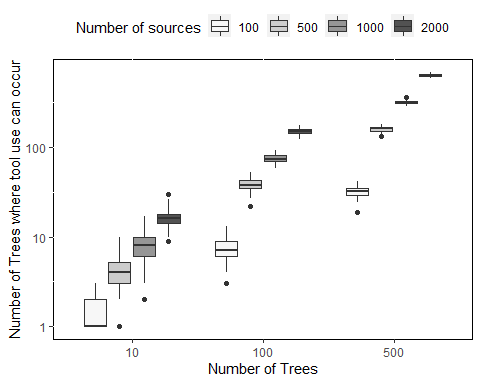 Number of sources 100 500 1000 2000
Number of Trees where tool use can occur
100
10
1
10 100 500
Number of Trees